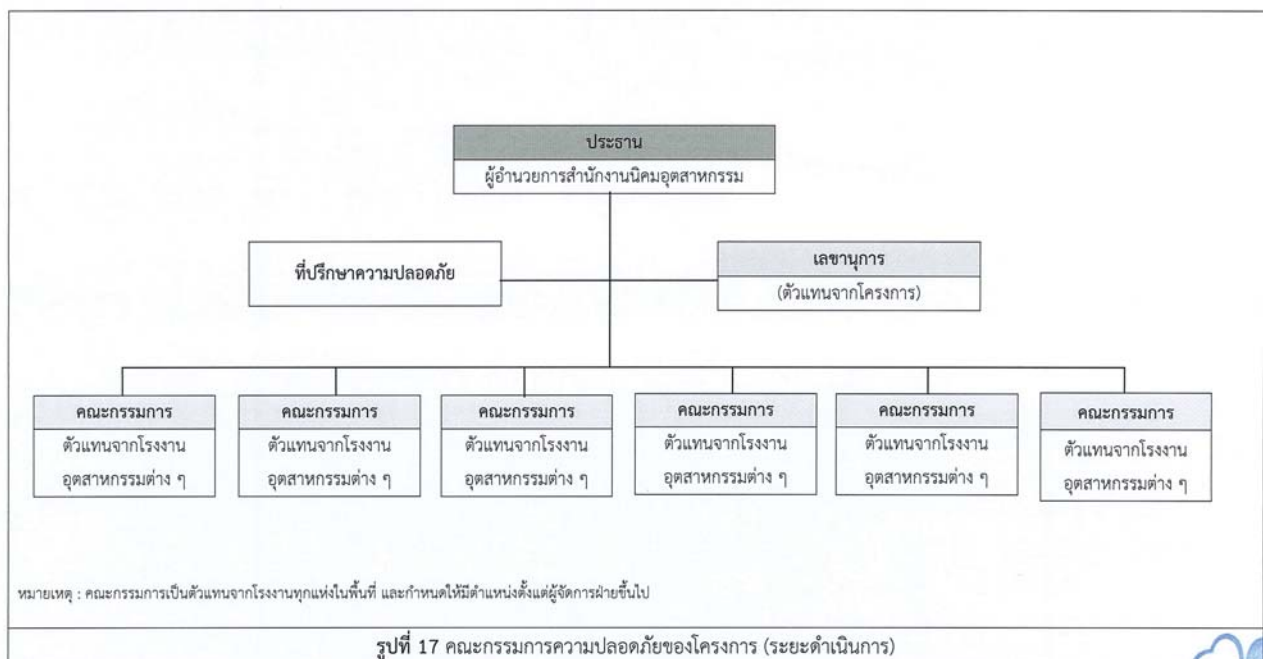 ประธาน
ผู้อำนวยการสำนักงานนิคมอุตสาหกรรม
ที่ปรึกษาความปลอดภัย
เลขานุการ
(ตัวแทนจากโครงการ)
คณะกรรมการ
ตัวแทนจากโรงงาน
อุตสาหกรรมต่าง ๆ
คณะกรรมการ
ตัวแทนจากโรงงาน
อุตสาหกรรมต่าง ๆ
คณะกรรมการ
ตัวแทนจากโรงงาน
อุตสาหกรรมต่าง ๆ
คณะกรรมการ
ตัวแทนจากโรงงาน
อุตสาหกรรมต่าง ๆ
คณะกรรมการ
ตัวแทนจากโรงงาน
อุตสาหกรรมต่าง ๆ
คณะกรรมการ
ตัวแทนจากโรงงาน
อุตสาหกรรมต่าง ๆ
หมายเหตุ : คณะกรรมการเป็นตัวแทนจากโรงงานทุกแห่งในพื้นที่ และกำหนดให้มีตำแหน่งตั้งแต่ผู้จัดการฝ่ายขึ้นไป
รูปที่ 17 คณะกรรมการความปลอดภัยของโครงการ (ระยะดำเนินการ)